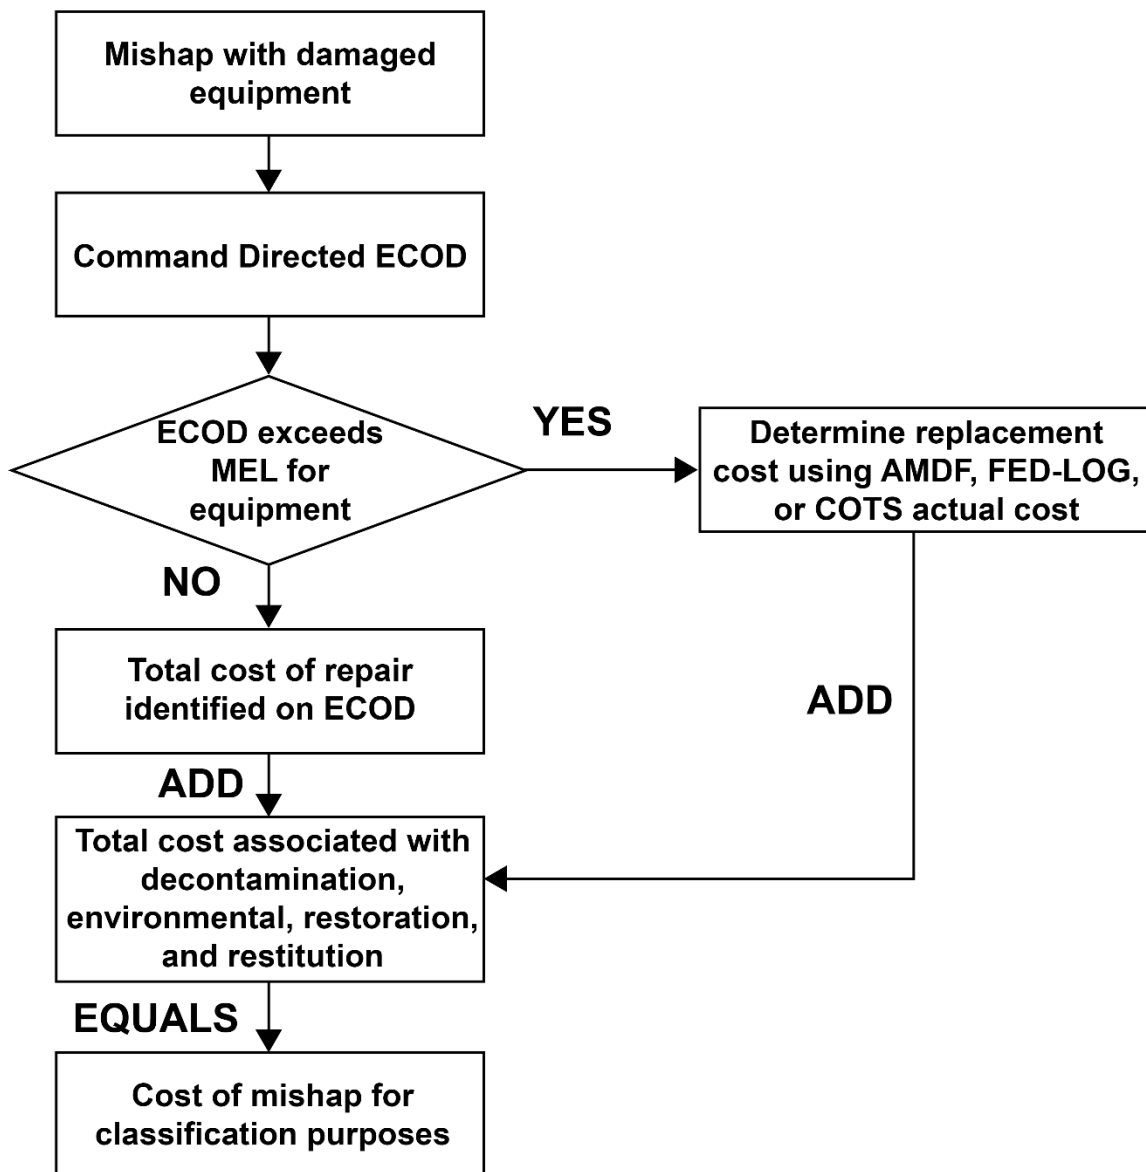 Mishap with damaged
equipment
Command Directed ECOD
ECOD exceeds
MEL for
equipment
YES
Determine replacement
cost using AMDF, FED-LOG,
or COTS actual cost
NO
Total cost of repair
identified on ECOD
ADD
ADD
Total cost associated with
decontamination,
environmental, restoration,
and restitution
EQUALS
Cost of mishap for
classification purposes